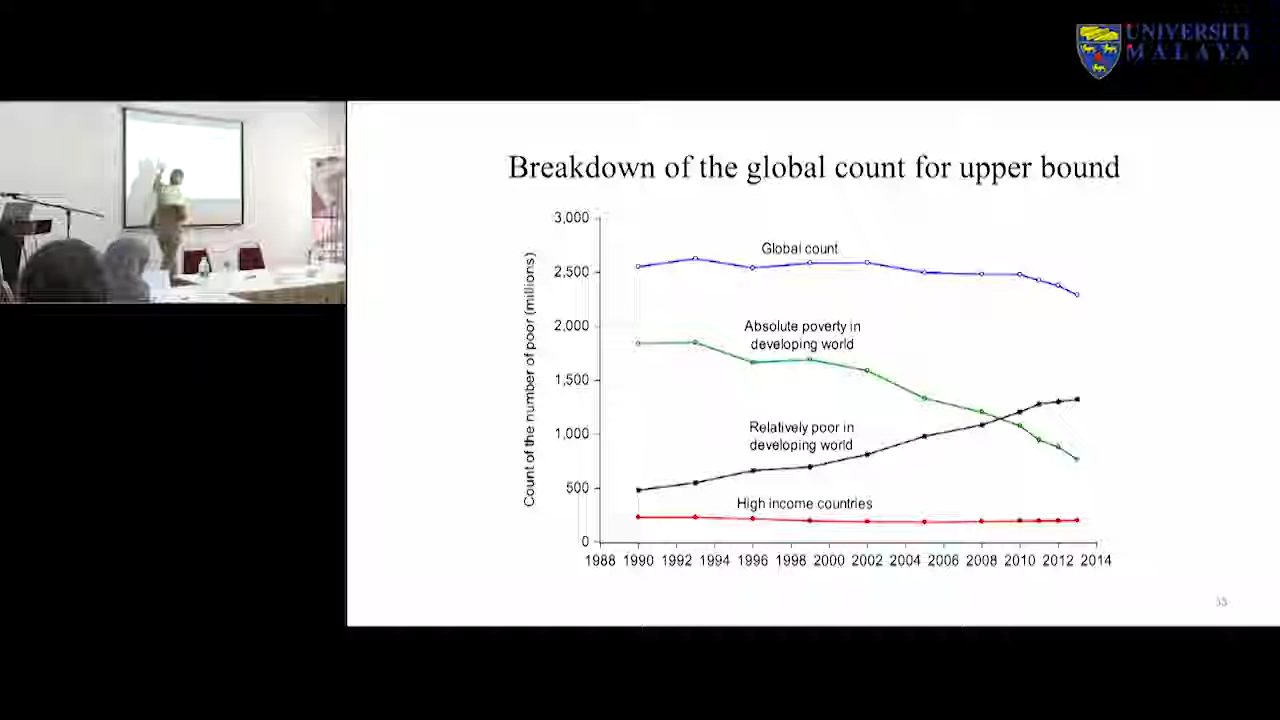 UNIVERSITI
MALAYA
Breakdown of the global count for upper bound
Count of the number of poor (millions)
3,000
2,500
2,000
1,500
1,000
500
0
Global count
Absolute poverty in
developing world
Relatively poor in
developing world
High income countries
1988 1990 1992 1994 1996 1998 2000 2002 2004 2006 2008 2010 2012 2014